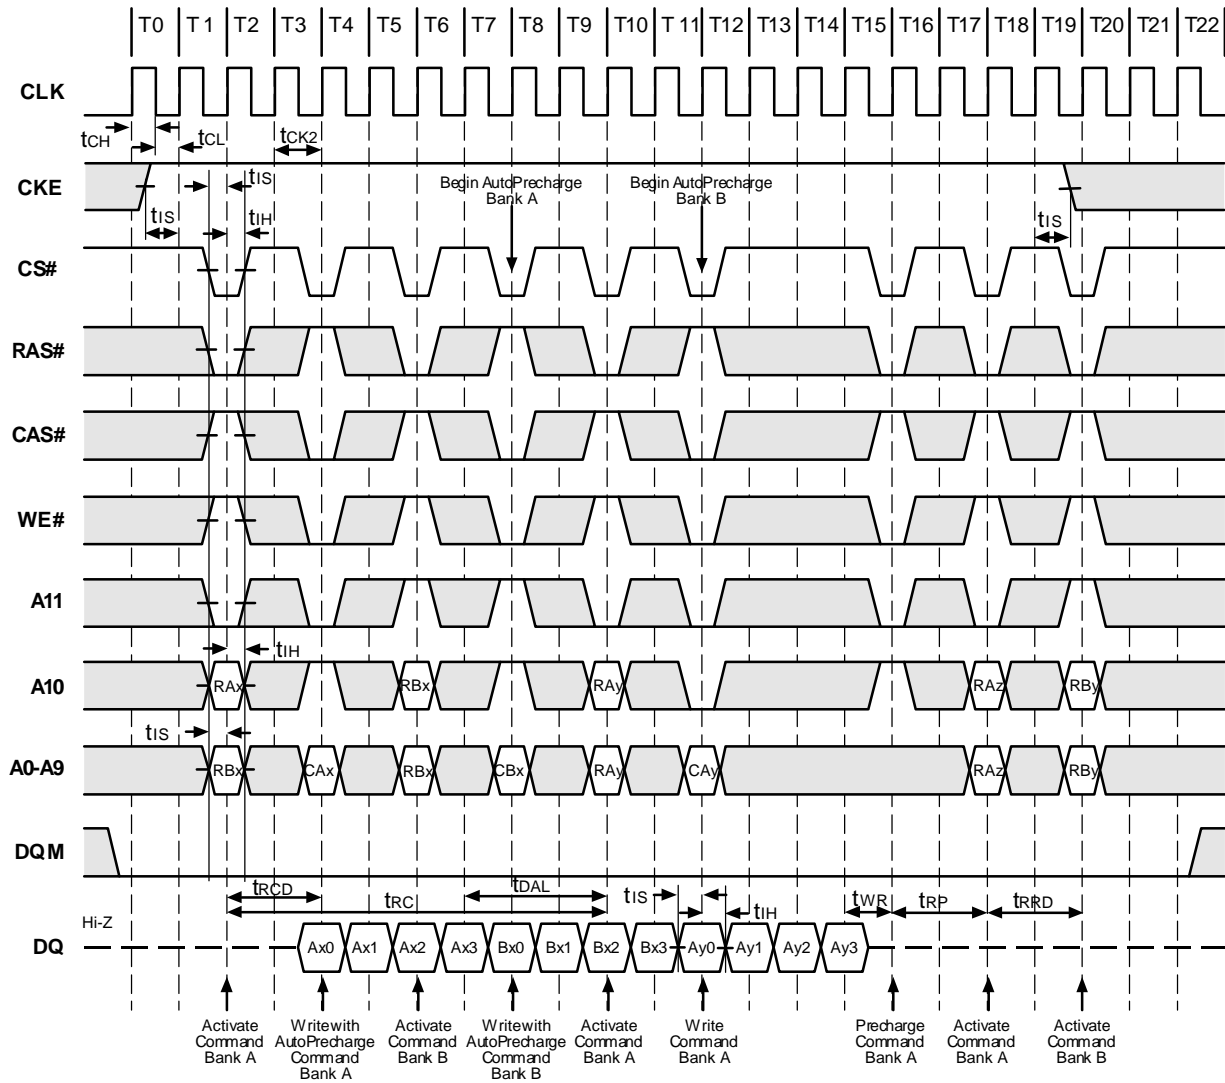 T0 T1 T2 T3 T4 T5 T6 T7 T8 T9 T10 T11 T12 T13 T14 T15 T16 T17 T18 T19 T20 T21 T22
CLK
tCH tCL tCK2
CKE
tIS
Begin AutoPrecharge
Bank A
Begin AutoPrecharge
Bank B
tIS tIH tIS
CS#
RAS#
CAS#
WE#
A11
tIH
A10 RAx RBx RAy RAz RBy
tIS
A0-A9 RBx CAx RBx CBx RAy CAy RAz RBy
DQM
tRCD tDAL tIS tWR tRP tRRD
tRC tIH
Hi-Z
DQ Ax0 Ax1 Ax2 Ax3 Bx0 Bx1 Bx2 Bx3 Ay0 Ay1 Ay2 Ay3
Activate
Command
Bank A
Write with
AutoPrecharge
Command
Bank A
Activate
Command
Bank B
Write with
AutoPrecharge
Command
Bank B
Activate
Command
Bank A
Write
Command
Bank A
Precharge
Command
Bank A
Activate
Command
Bank A
Activate
Command
Bank B